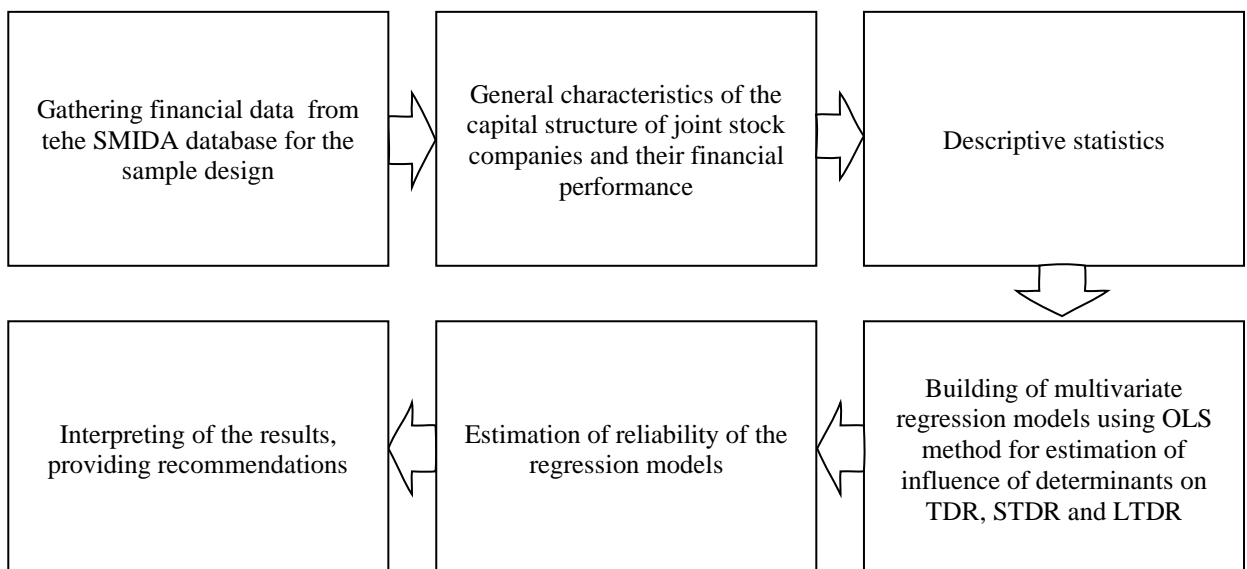 Gathering financial data from
tehe SMIDA database for the
sample design
General characteristics of the
capital structure of joint stock
companies and their financial
performance
Descriptive statistics
Building of multivariate
regression models using OLS
method for estimation of
influence of determinants on
TDR, STDR and LTDR
Estimation of reliability of the
regression models
Interpreting of the results,
providing recommendations